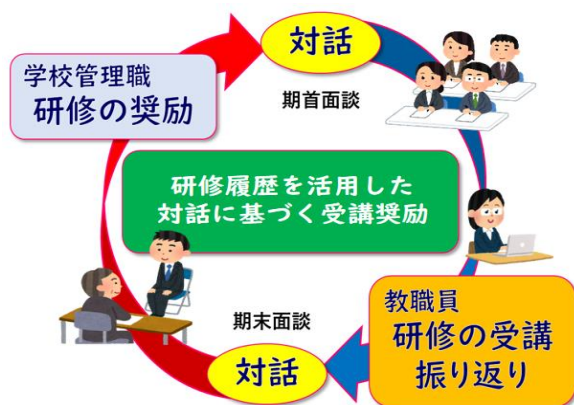 対話
学校管理職
研修の奨励
期首面談
研修履歴を活用した
対話に基づく受講奨励
教職員
研修の受講
振り返り
期末面談
対話